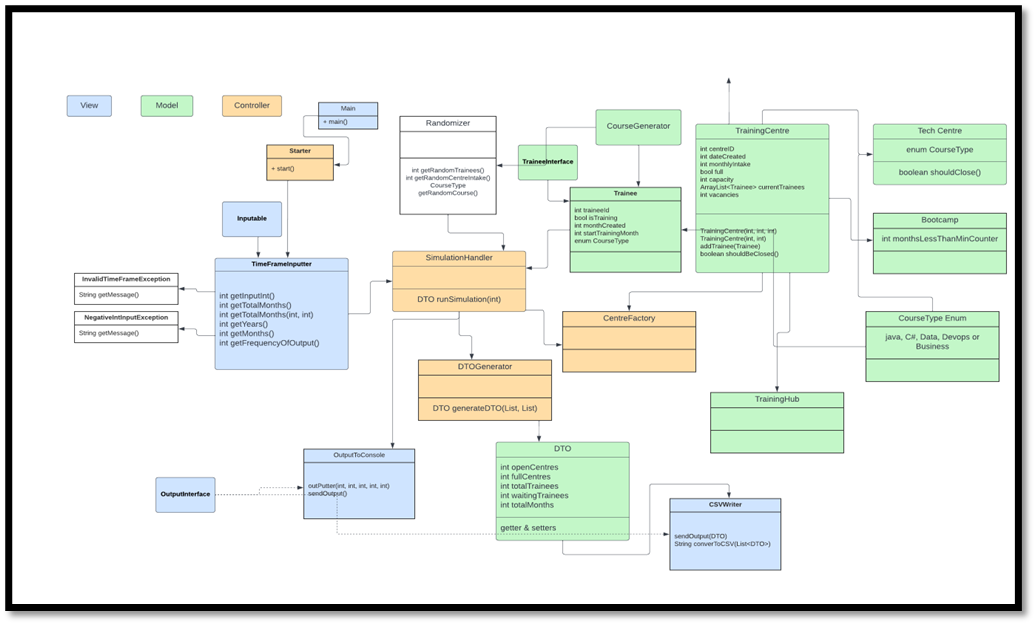 View
Model
Controller
Main
+ main()
Starter
+ start()
Randomizer
int getRandomTrainees()
int getRandomCentreIntake()
CourseType
getRandomCourse()
CourseGenerator
TraineeInterface
TrainingCentre
int centreID
int dateCreated
int monthlyIntake
bool full
int capacity
ArrayList<Trainee> currentTrainees
int vacancies
TrainingCentre(int, int, int)
TrainingCentre(int, int)
addTrainee(Trainee)
boolean shouldBeClosed()
Tech Centre
enum CourseType
boolean shouldClose()
Trainee
int traineeId
bool isTraining
int monthCreated
int startTrainingMonth
enum CourseType
Bootcamp
int monthsLessThanMinCounter
Inputable
TimeFrameInputter
int getInputInt()
int getTotalMonths()
int getTotalMonths(int, int)
int getYears()
int getMonths()
int getFrequencyOfOutput()
InvalidTimeFrameException
String getMessage()
NegativeIntInputException
String getMessage()
SimulationHandler
DTO runSimulation(int)
CentreFactory
CourseType Enum
java, C#, Data, Devops or
Business
DTOGenerator
DTO generateDTO(List, List)
TrainingHub
OutputToConsole
outPutter(int, int, int, int, int)
sendOutput()
OutputInterface
DTO
int openCentres
int fullCentres
int totalTrainees
int waitingTrainees
int totalMonths
getter & setters
CSVWriter
sendOutput(DTO)
String converToCSV(List<DTO>)